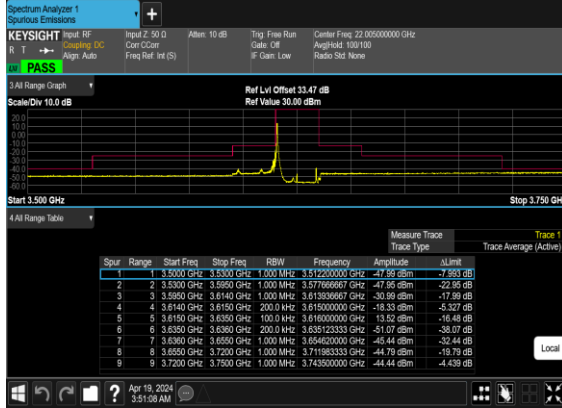 Spectrum Analyzer 1
Spurious Emissions
KEYSIGHT Input: RF Input Z: 50 Ω Atten: 10 dB Trig: Free Run Center Freq: 22.005000000 GHz
R T Coupling: DC Corr CCorr Gate: Off Avg|Hold: 100/100
Align: Auto Freq Ref: Int (S) IF Gain: Low Radio Std: None
PASS
3 All Range Graph
Ref Lvl Offset 33.47 dB
Scale/Div 10.0 dB Ref Value 30.00 dBm
20.0
10.0
0.00
-10.0
-20.0
-30.0
-40.0
-50.0
-60.0
Start 3.500 GHz Stop 3.750 GH
4 All Range Table
Measure Trace Trace 1
Trace Type Trace Average (Active)
Spur Range Start Freq Stop Freq RBW Frequency Amplitude ΔLimit
1 1 3.5000 GHz 3.5300 GHz 1.000 MHz 3.512200000 GHz -47.99 dBm -7.993 dB
2 2 3.5300 GHz 3.5950 GHz 1.000 MHz 3.577666667 GHz -47.95 dBm -22.95 dB
3 3 3.5950 GHz 3.6140 GHz 1.000 MHz 3.613936667 GHz -30.99 dBm -17.99 dB
4 4 3.6140 GHz 3.6150 GHz 200.0 kHz 3.615000000 GHz -18.33 dBm -5.327 dB
5 5 3.6150 GHz 3.6350 GHz 100.0 kHz 3.616000000 GHz 13.52 dBm -16.48 dB
6 6 3.6350 GHz 3.6360 GHz 200.0 kHz 3.635123333 GHz -51.07 dBm -38.07 dB
7 7 3.6360 GHz 3.6550 GHz 1.000 MHz 3.654620000 GHz -45.44 dBm -32.44 dB
8 8 3.6550 GHz 3.7200 GHz 1.000 MHz 3.711983333 GHz -44.79 dBm -19.79 dB
9 9 3.7200 GHz 3.7500 GHz 1.000 MHz 3.743500000 GHz -44.44 dBm -4.439 dB
Local
Apr 19, 2024
3:51:08 AM